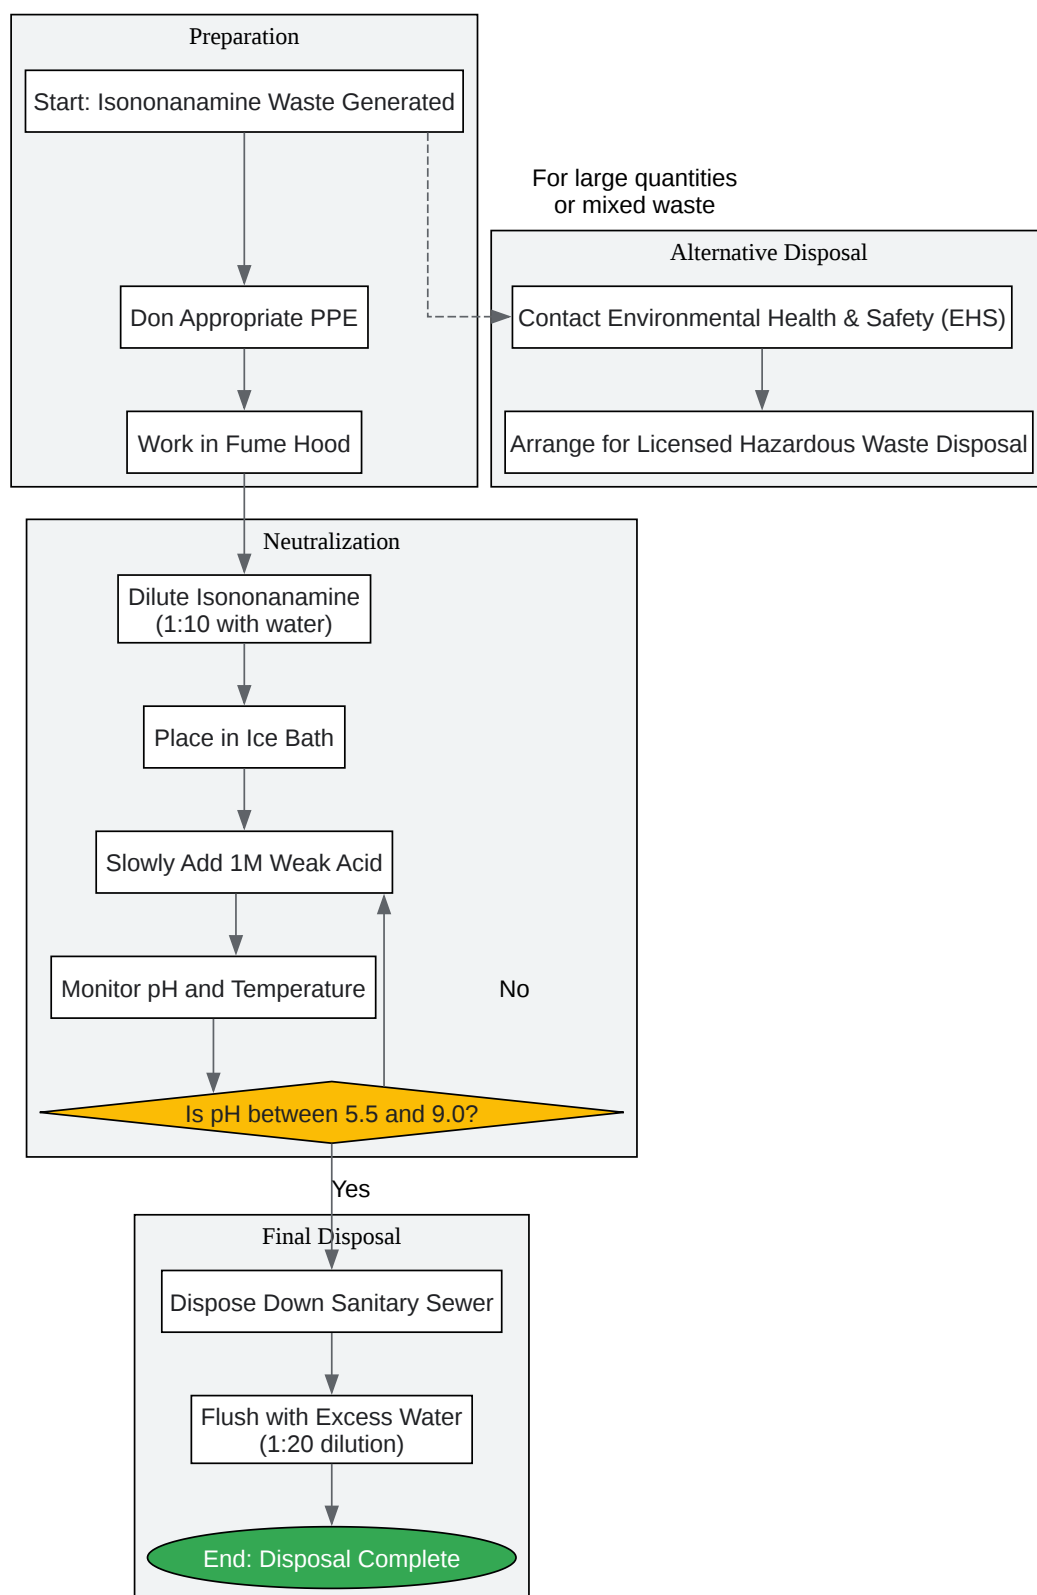 Preparation
Start: Isononanamine Waste Generated
For large quantities
or mixed waste
Alternative Disposal
Don Appropriate PPE
Contact Environmental Health & Safety (EHS)
Work in Fume Hood
Arrange for Licensed Hazardous Waste Disposal
Neutralization
Dilute Isononanamine
(1:10 with water)
Place in Ice Bath
Slowly Add 1M Weak Acid
Monitor pH and Temperature
No
Is pH between 5.5 and 9.0?
Yes
Final Disposal
Dispose Down Sanitary Sewer
Flush with Excess Water
(1:20 dilution)
End: Disposal Complete